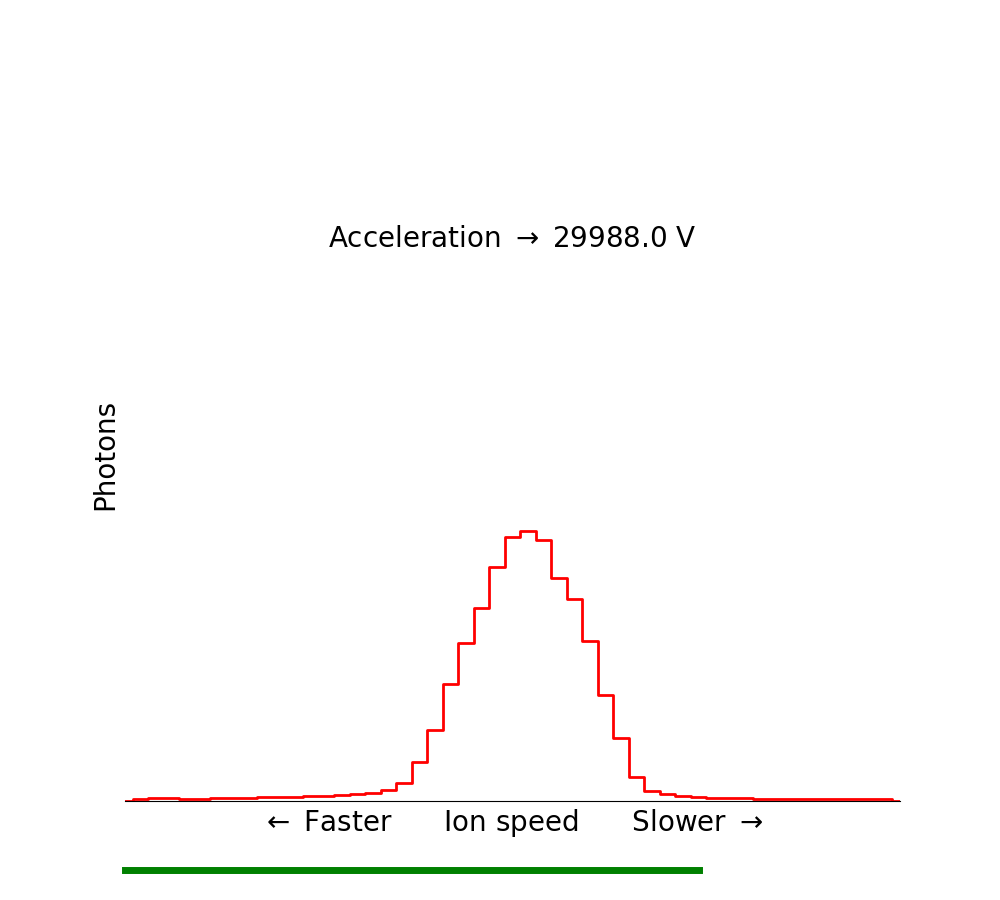 Acceleration → 29988.0 V
Photons
← Faster Ion speed Slower →